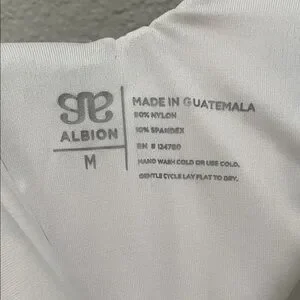 ALBION
M
MADE IN GUATEMALA
80% NYLON
10% SPANDEX
RN # 124780
HAND WASH COLD OR USE COLD.
GENTLE CYCLE LAY FLAT TO DRY.